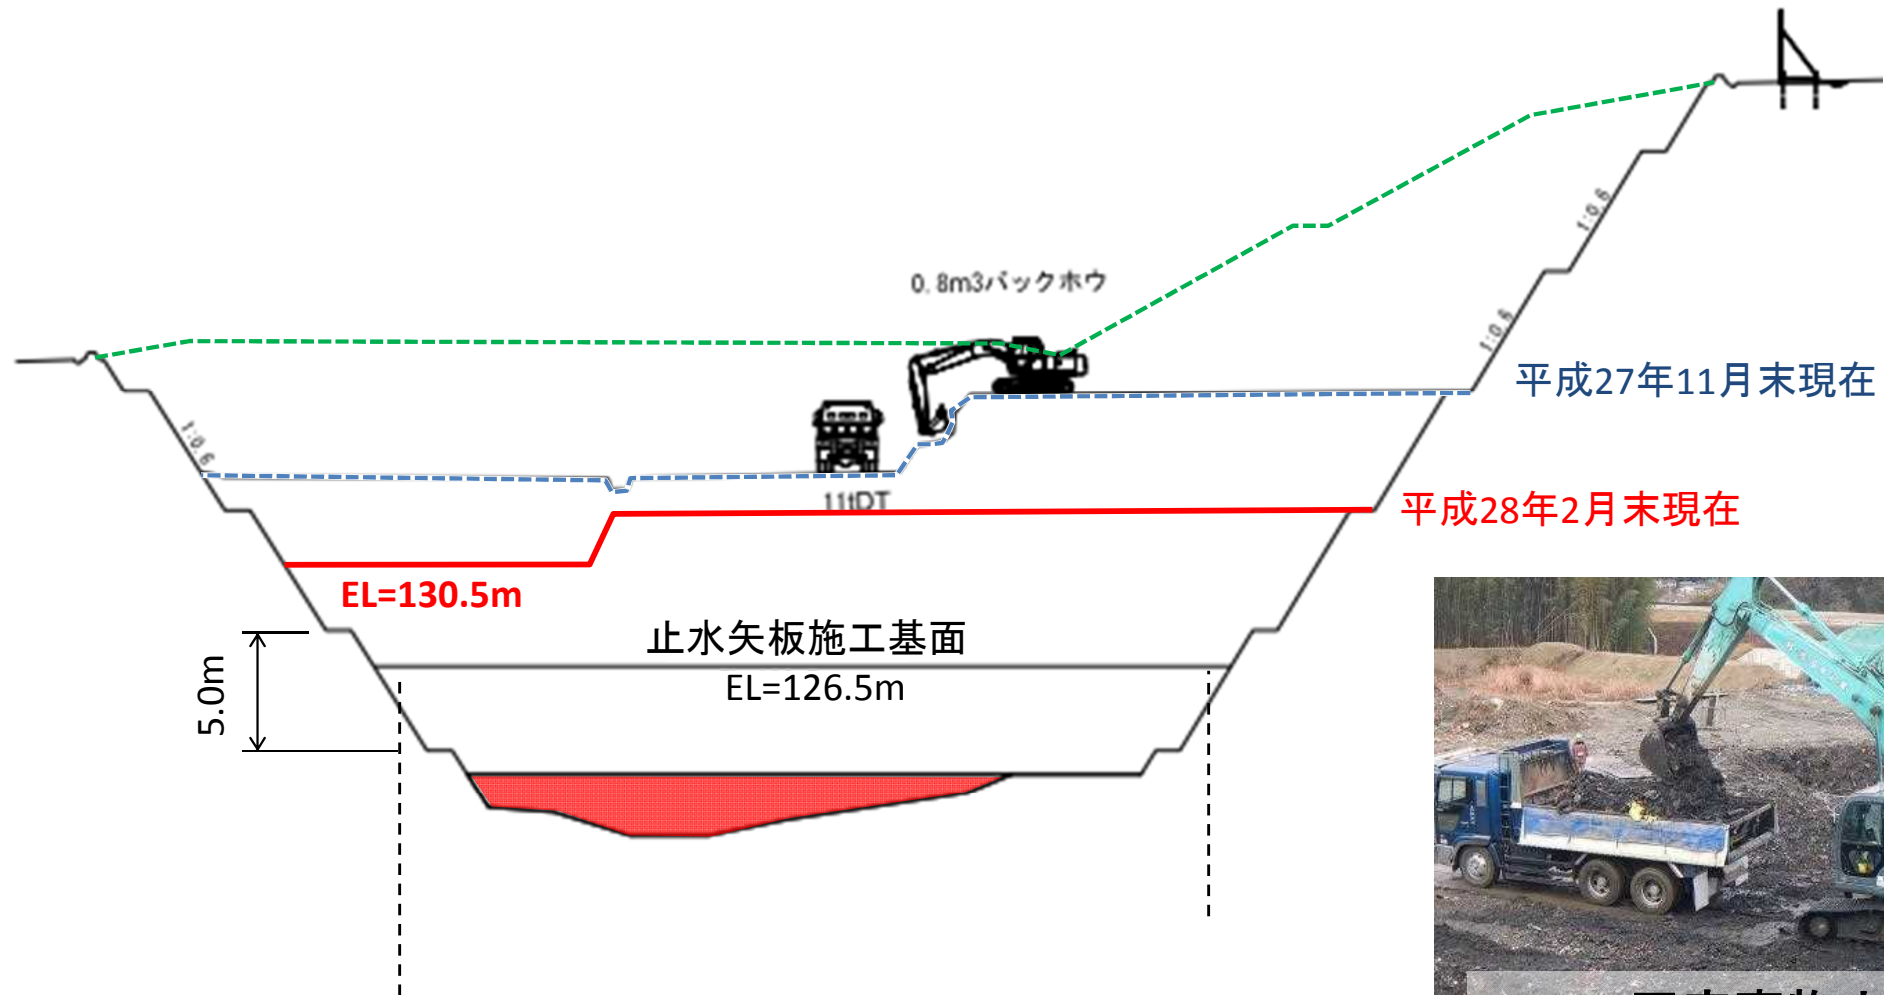 0.8m3バックホウ
1:0.6
1:0.6
平成27年11月末現在
1:0.6
11tDT
平成28年2月末現在
EL=130.5m
止水矢板施工基面
EL=126.5m
5.0m